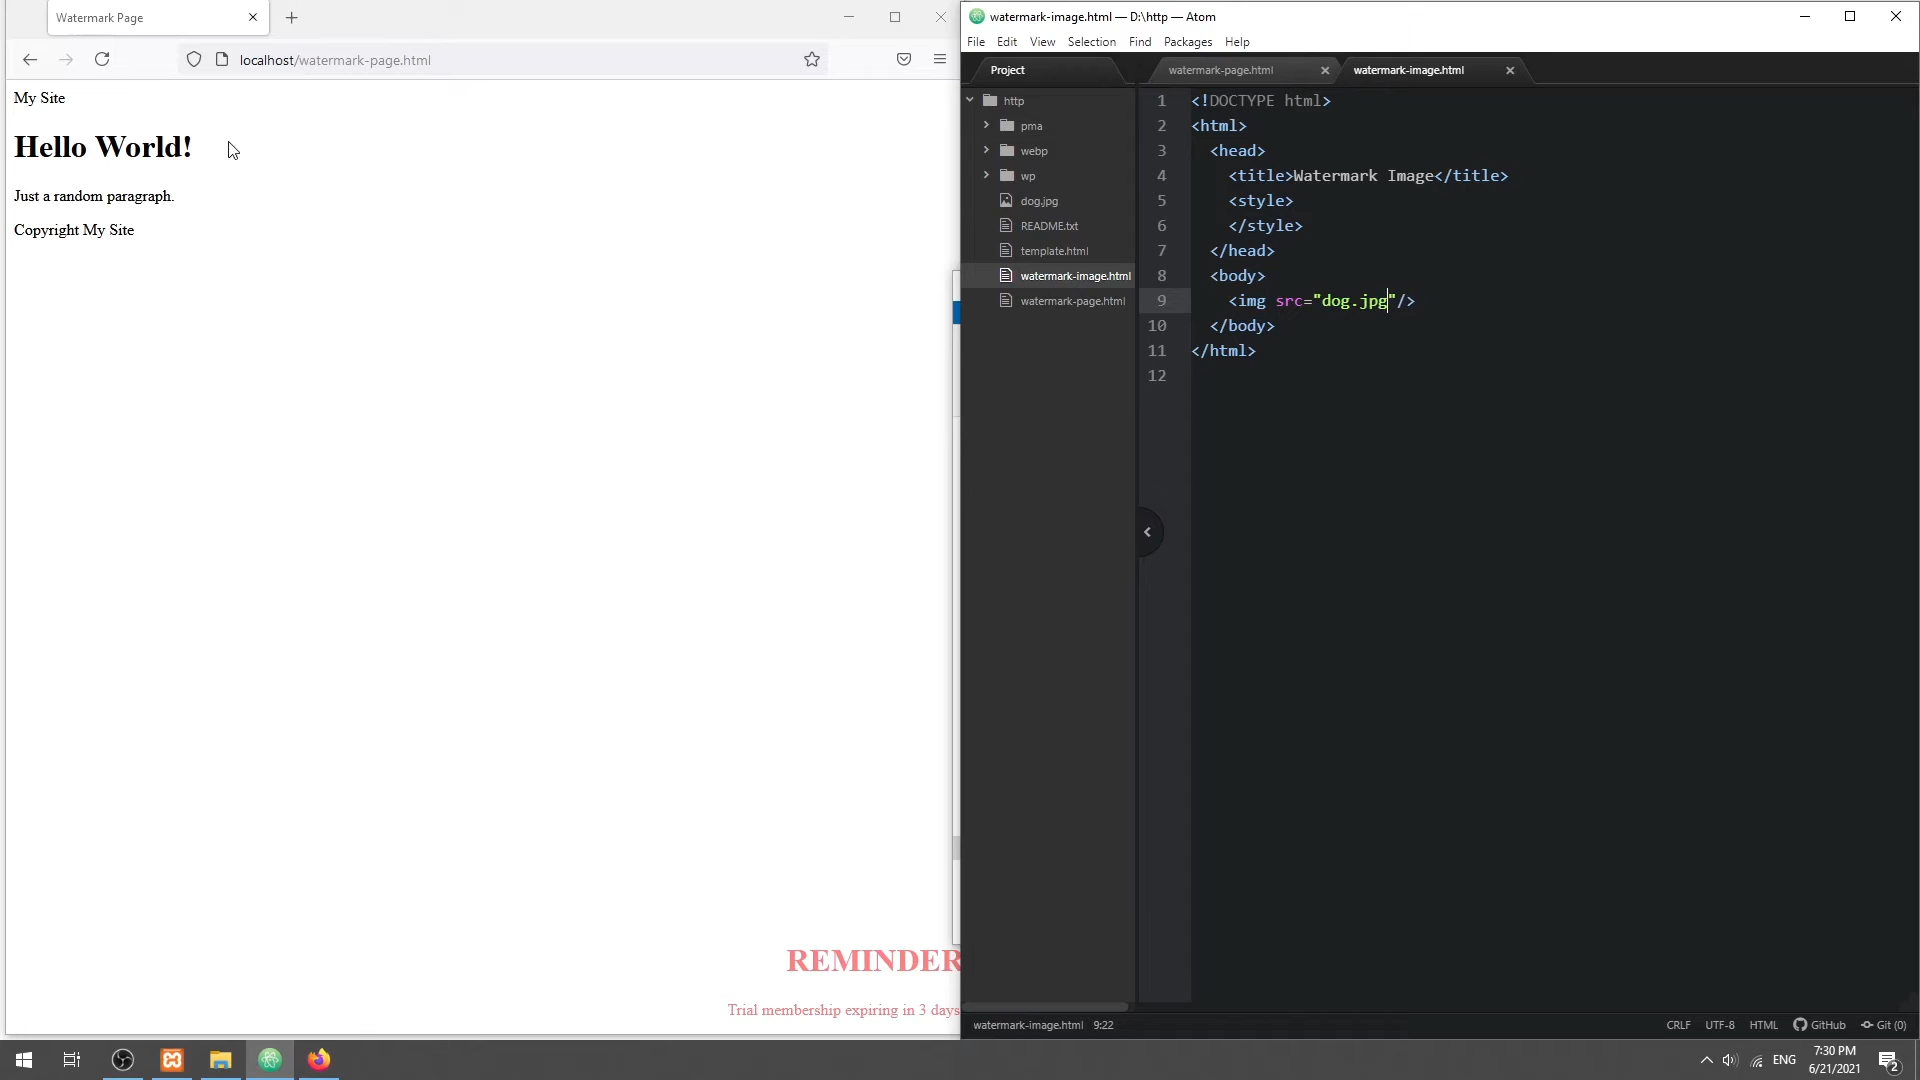 Watermark Page
localhost/watermark-page.html
My Site
Hello World!
Just a random paragraph.
Copyright My Site
REMINDER
Trial membership expiring in 3 days
watermark-image.html — D:\http — Atom
File Edit View Selection Find Packages Help
Project
http
pma
webp
wp
dog.jpg
README.txt
template.html
watermark-image.html
watermark-page.html
watermark-page.html watermark-image.html
1 <!DOCTYPE html>
2 <html>
3 <head>
4 <title>Watermark Image</title>
5 <style>
6 </style>
7 </head>
8 <body>
9 <img src="dog.jpg"/>
10 </body>
11 </html>
12
watermark-image.html 9:22
CRLF UTF-8 HTML GitHub Git (0)
ENG
7:30 PM
6/21/2021
2